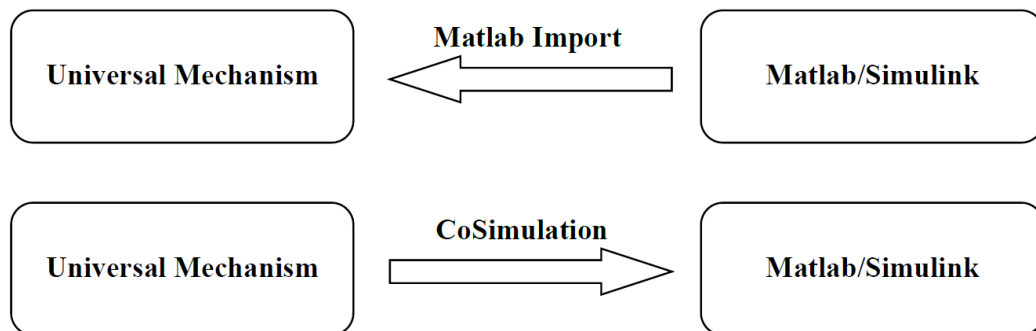 Matlab Import
Universal Mechanism
Matlab/Simulink
CoSimulation
Universal Mechanism
Matlab/Simulink